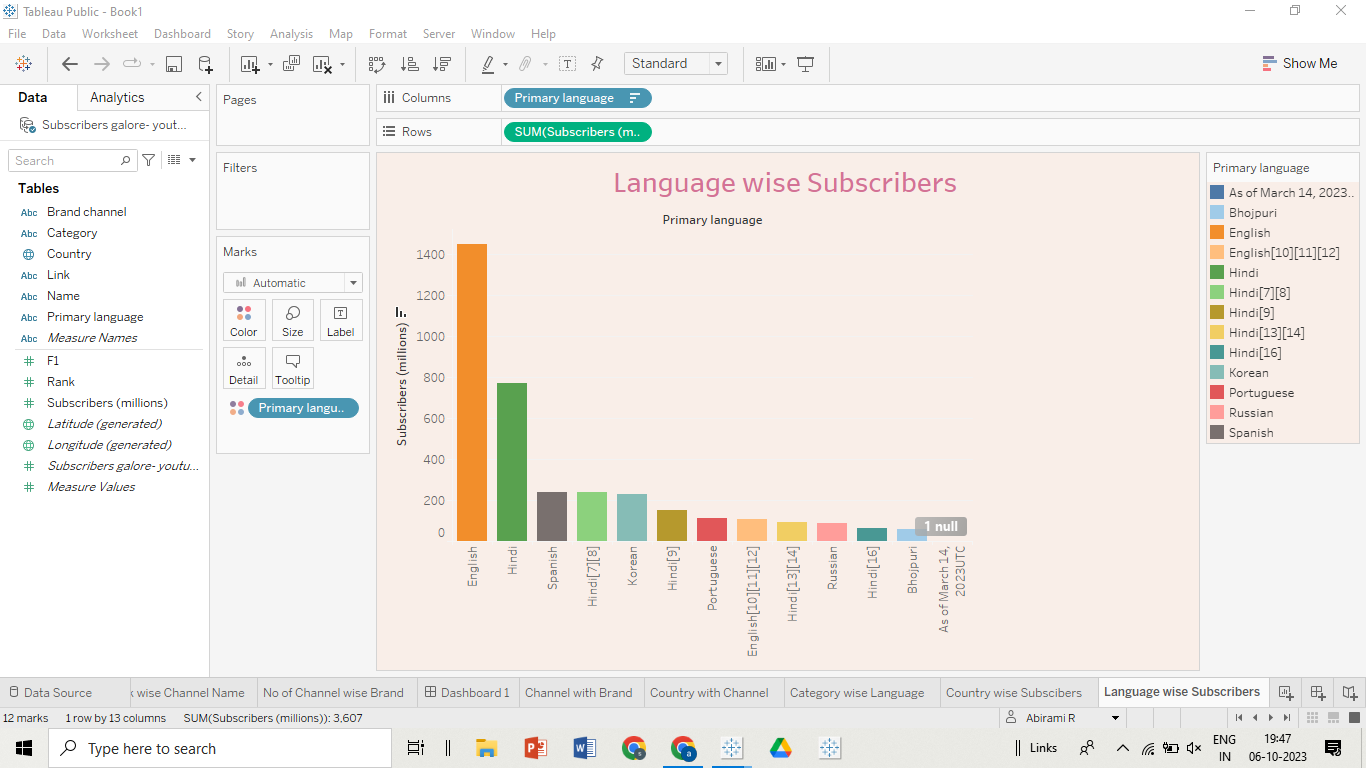 Tableau Public - Book1
File Data Worksheet Dashboard Story Analysis Map Format Server Window Help
Standard
Show Me
Data Analytics
Subscribers galore- yout...
Search
Tables
Abc Brand channel
Abc Category
Country
Abc Link
Abc Name
Abc Primary language
Abc Measure Names
F1
Rank
Subscribers (millions)
Latitude (generated)
Longitude (generated)
Subscribers galore- youtu...
Measure Values
Pages
Filters
Marks
Automatic
Color Size Label
Detail Tooltip
Primary langu..
Columns Primary language
Rows SUM(Subscribers (m..
Language wise Subscribers
Primary language
Subscribers (millions)
1400
1200
1000
800
600
400
200
0
1 null
English
Hindi
Spanish
Hindi[7][8]
Korean
Hindi[9]
Portuguese
English[10][11][12]
Hindi[13][14]
Russian
Hindi[16]
Bhojpuri
As of March 14,
2023UTC
Primary language
As of March 14, 2023..
Bhojpuri
English
English[10][11][12]
Hindi
Hindi[7][8]
Hindi[9]
Hindi[13][14]
Hindi[16]
Korean
Portuguese
Russian
Spanish
Data Source k wise Channel Name No of Channel wise Brand Dashboard 1 Channel with Brand Country with Channel Category wise Language Country wise Subscibers Language wise Subscribers
12 marks 1 row by 13 columns SUM(Subscribers (millions)): 3,607 Abirami R
Type here to search
Links
ENG
IN
19:47
06-10-2023